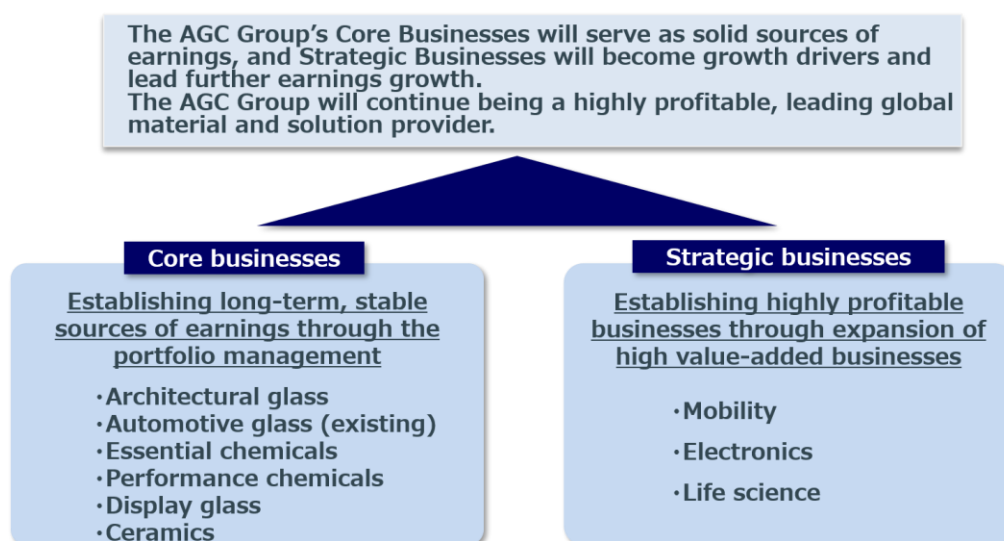 The AGC Group's Core Businesses will serve as solid sources of
earnings, and Strategic Businesses will become growth drivers and
lead further earnings growth.
The AGC Group will continue being a highly profitable, leading global
material and solution provider.
Core businesses
Establishing long-term, stable
sources of earnings through the
portfolio management
・Architectural glass
・Automotive glass (existing)
・Essential chemicals
・Performance chemicals
・Display glass
・Ceramics
Strategic businesses
Establishing highly profitable
businesses through expansion of
high value-added businesses
・Mobility
・Electronics
・Life science